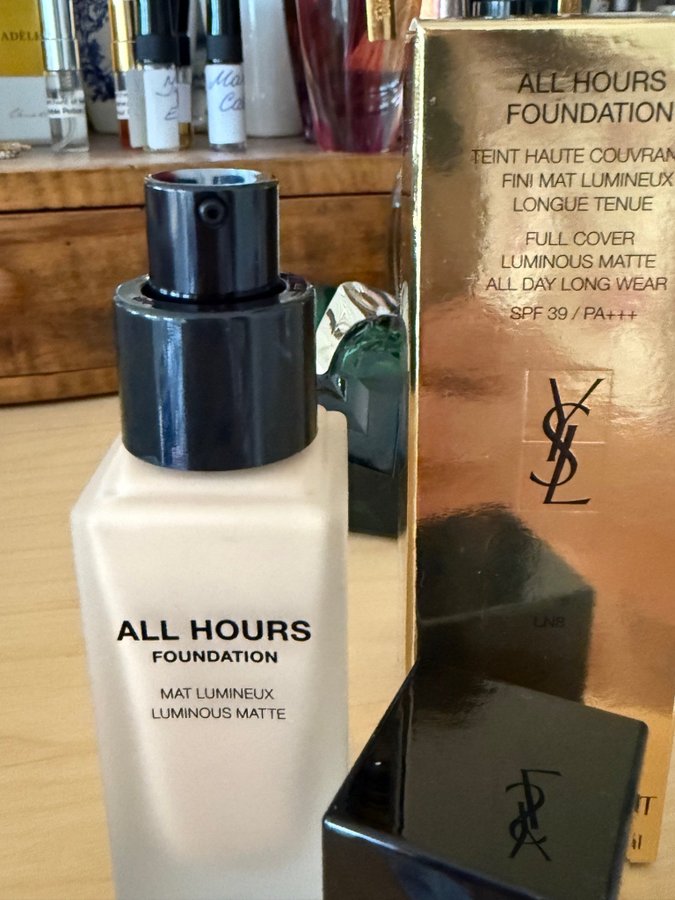 ALL HOURS
FOUNDATION
TEINT HAUTE
FINI MAT LUMINEUX
LONGUE TENUE
FULL COVER
LUMINOUS MATTE
ALL DAY LONG WEAR
SPF 39 / PA+++
YSL
LN8
ALL HOURS
FOUNDATION
MAT LUMINEUX
LUMINOUS MATTE
YSL